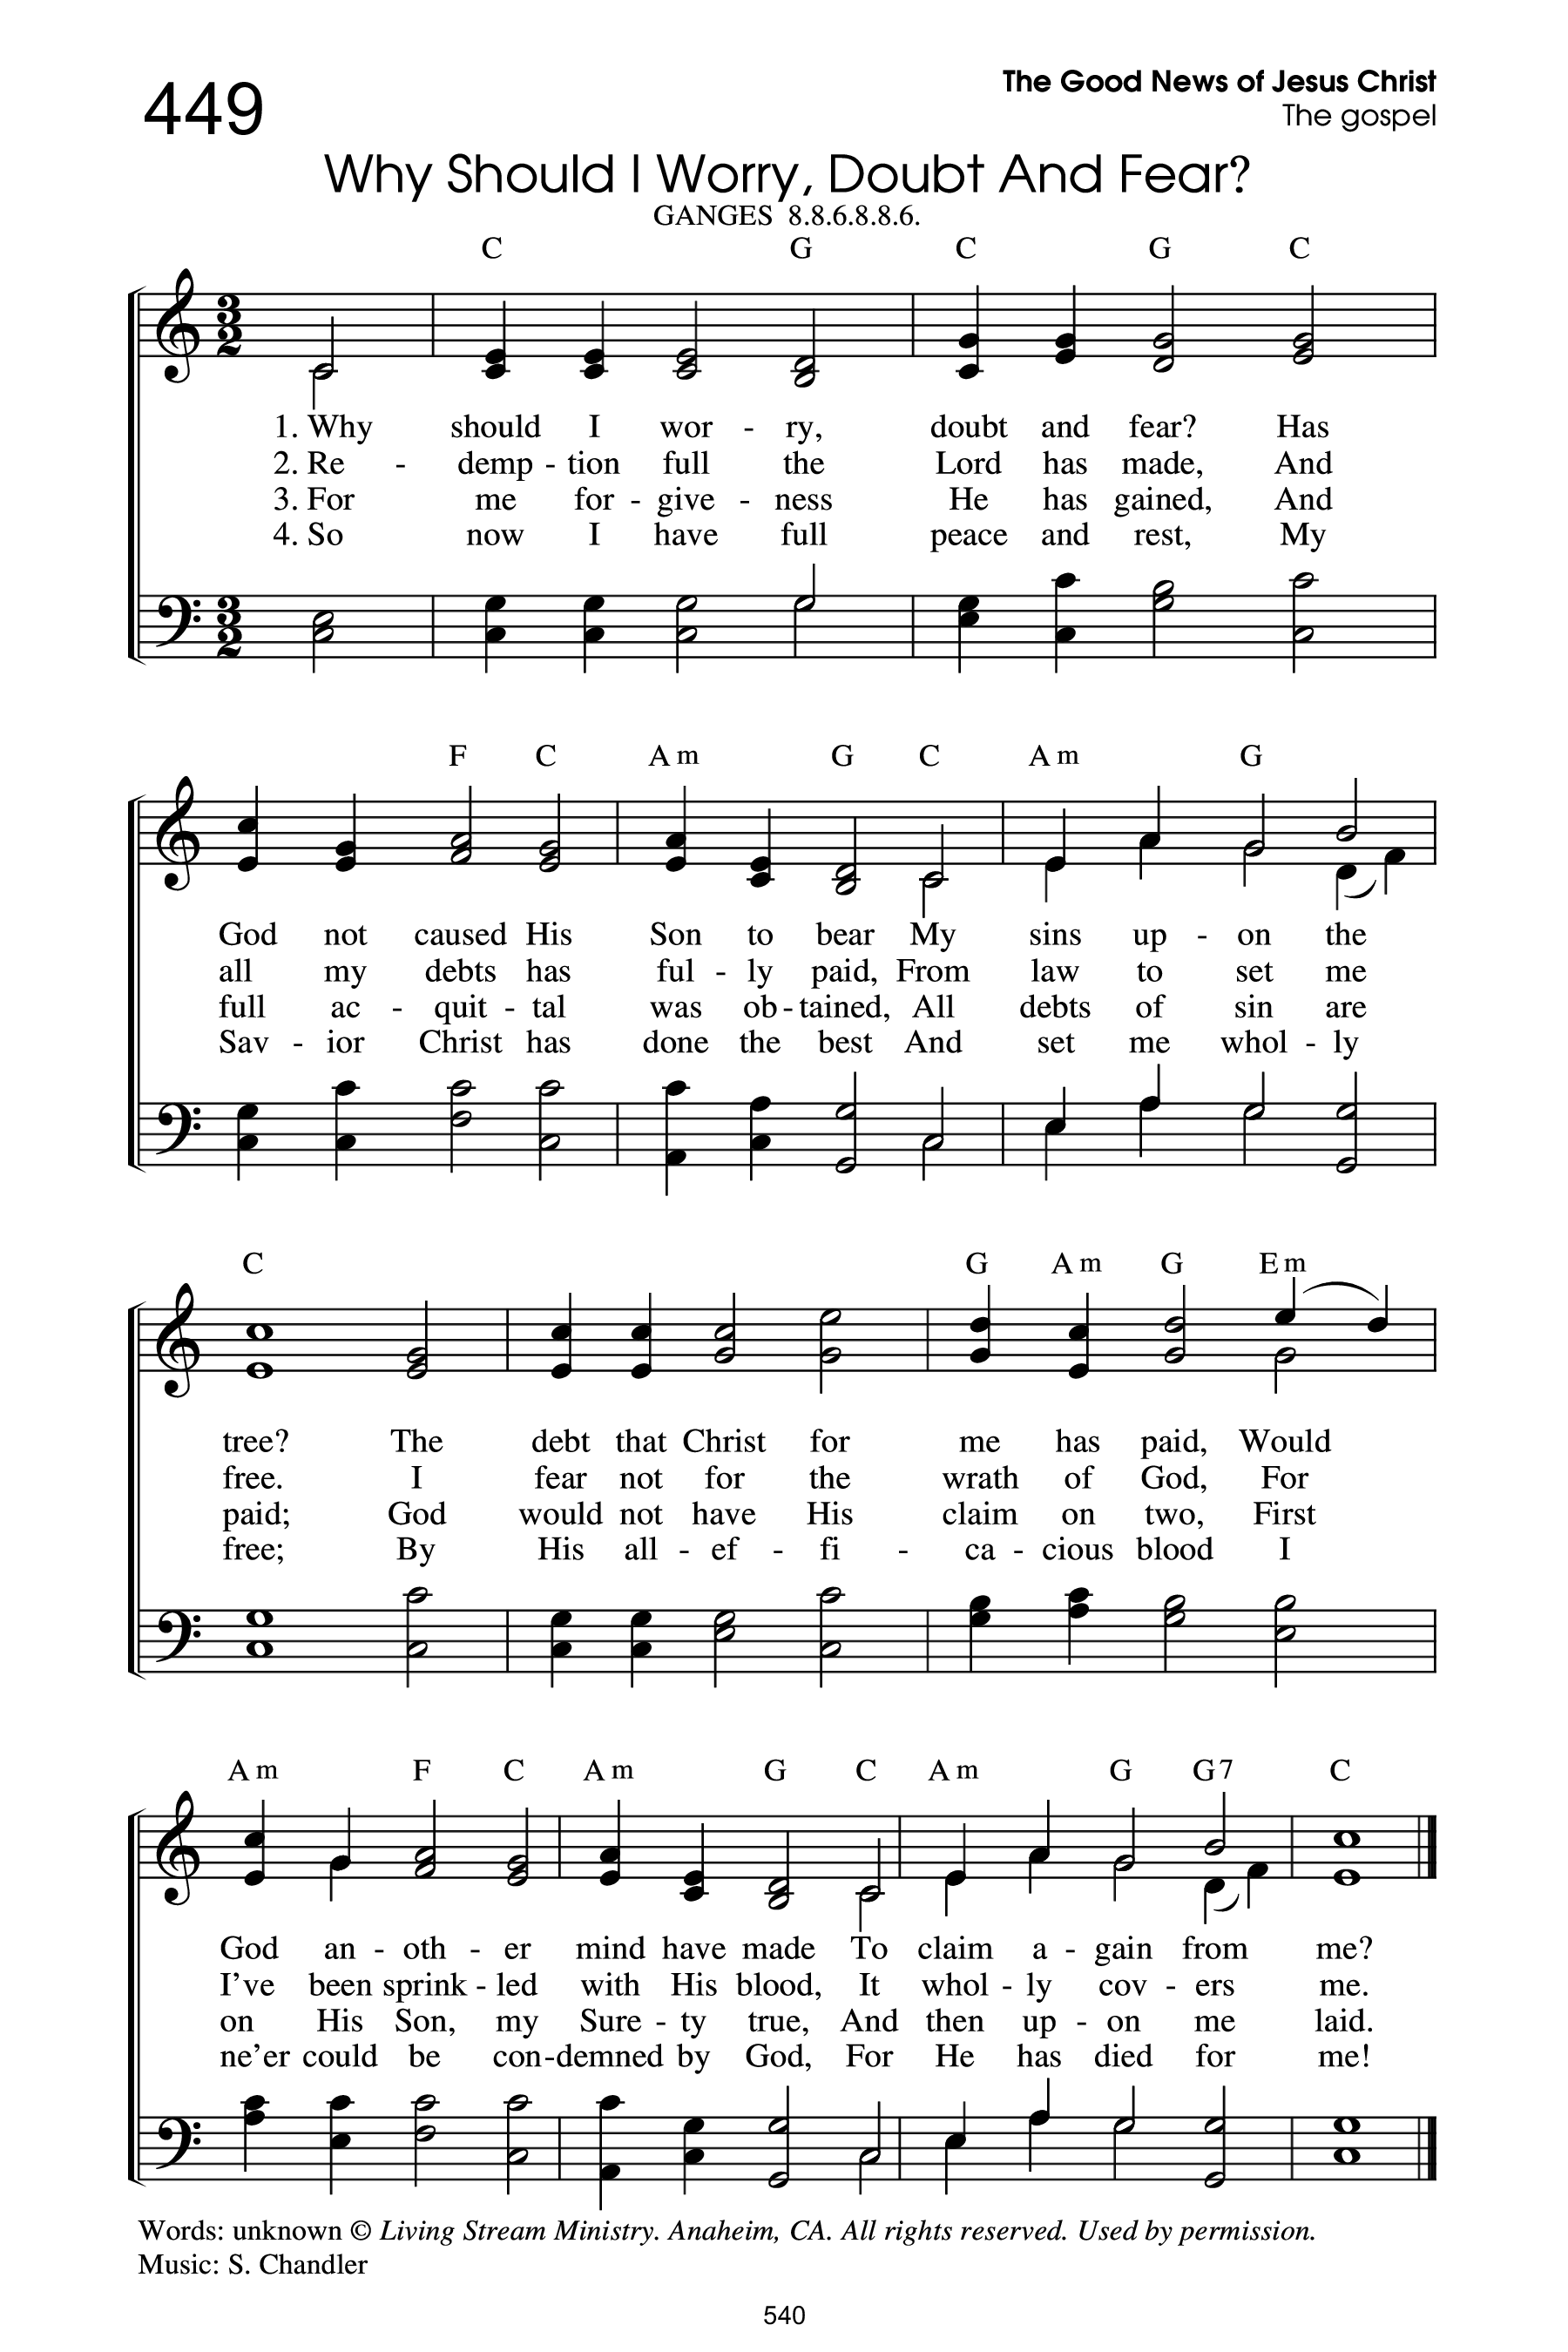 449
The Good News of Jesus Christ
The gospel
Why Should I Worry, Doubt And Fear?
GANGES 8.8.6.8.8.6.
C G C G C
1. Why should I wor - ry, doubt and fear? Has
2. Re - demp - tion full the Lord has made, And
3. For me for - give - ness He has gained, And
4. So now I have full peace and rest, My
F C Am G C Am G
God not caused His Son to bear My sins up - on the
all my debts has ful - ly paid, From law to set me
full ac - quit - tal was ob - tained, All debts of sin are
Sav - ior Christ has done the best And set me whol - ly
C G Am G Em
tree? The debt that Christ for me has paid, Would
free. I fear not for the wrath of God, For
paid; God would not have His claim on two, First
free; By His all - ef - fi - ca - cious blood I
Am F C Am G C Am G G7 C
God an - oth - er mind have made To claim a - gain from me?
I've been sprink - led with His blood, It whol - ly cov - ers me.
on His Son, my Sure - ty true, And then up - on me laid.
ne'er could be con - demned by God, For He has died for me!
Words: unknown © Living Stream Ministry. Anaheim, CA. All rights reserved. Used by permission.
Music: S. Chandler
540